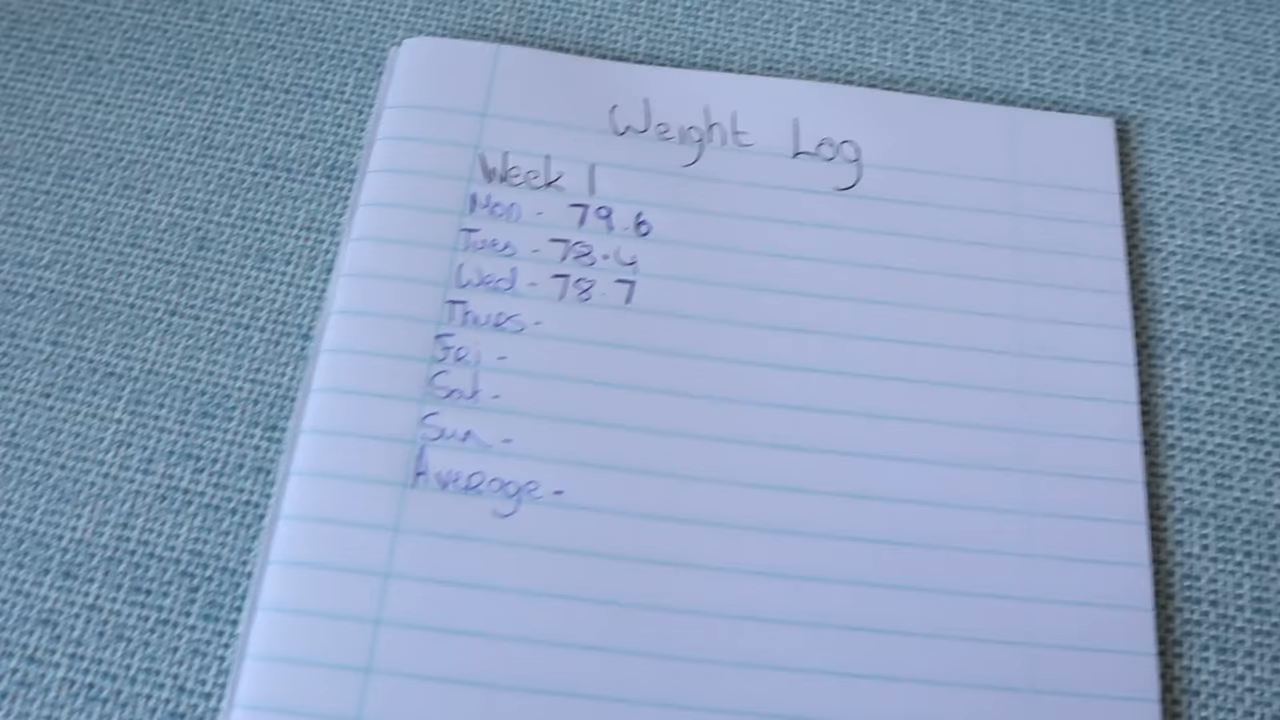 Weight Log
Week 1
Mon - 79.6
Tues - 78.4
Wed - 78.7
Thurs -
Fri -
Sat -
Sun -
Average -